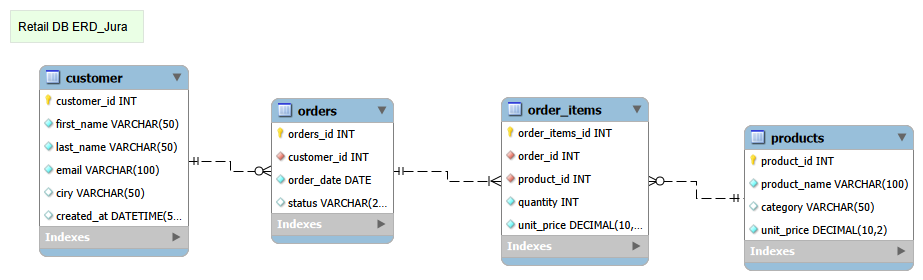 Retail DB ERD_Jura
customer
customer_id INT
first_name VARCHAR(50)
last_name VARCHAR(50)
email VARCHAR(100)
ciry VARCHAR(50)
created_at DATETIME(5...
Indexes
orders
orders_id INT
customer_id INT
order_date DATE
status VARCHAR(2...
Indexes
order_items
order_items_id INT
order_id INT
product_id INT
quantity INT
unit_price DECIMAL(10,...
Indexes
products
product_id INT
product_name VARCHAR(100)
category VARCHAR(50)
unit_price DECIMAL(10,2)
Indexes